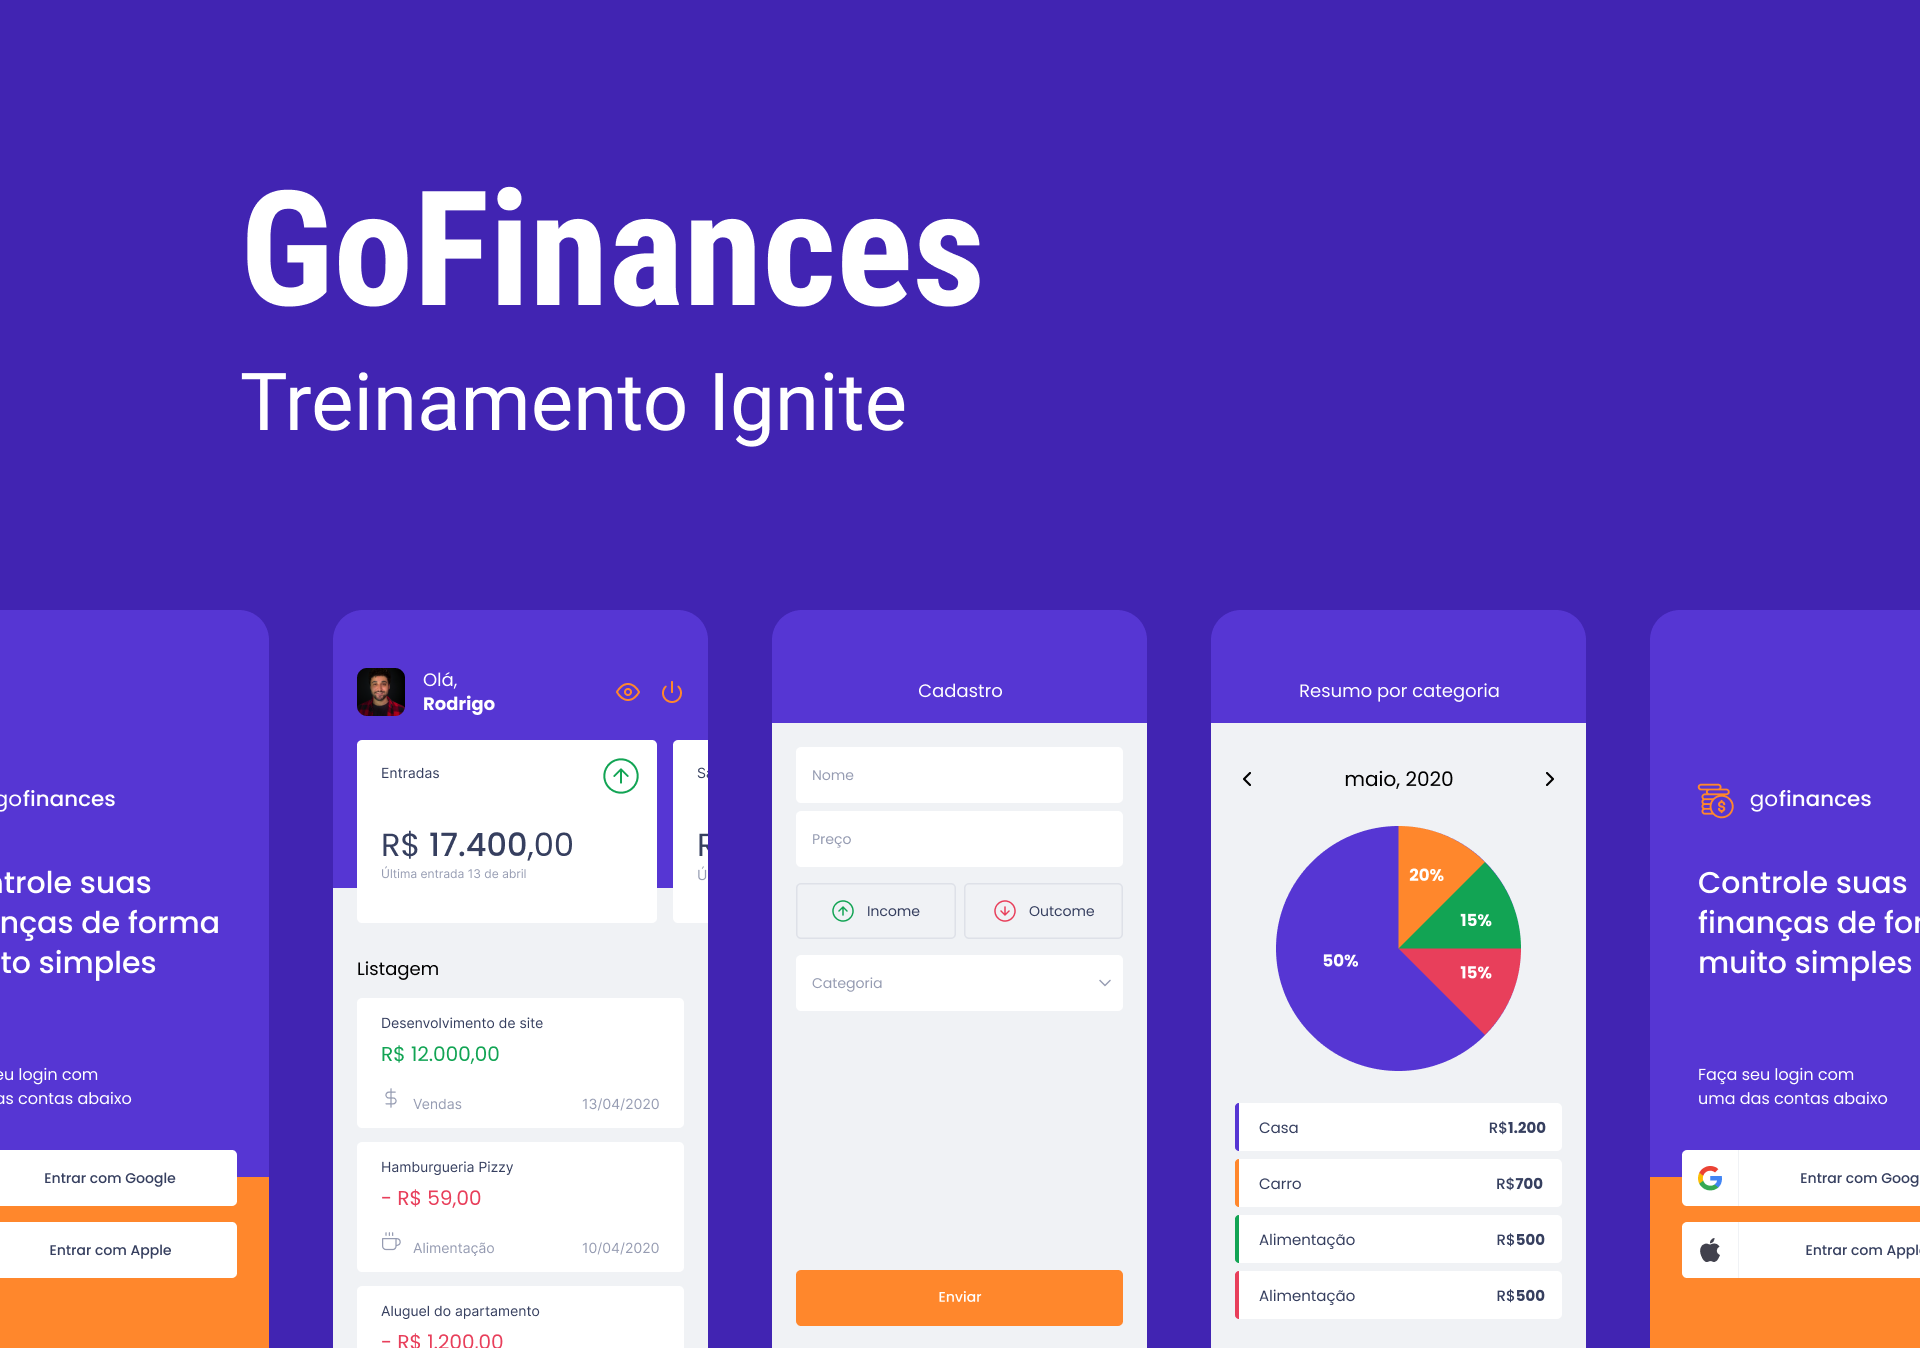 GoFinances
Treinamento Ignite
gofinances
trole suas
nças de forma
to simples
eu login com
as contas abaixo
Entrar com Google
Entrar com Apple
Olá,
Rodrigo
Entradas
R$ 17.400,00
Última entrada 13 de abril
Listagem
Desenvolvimento de site
R$ 12.000,00
Vendas 13/04/2020
Hamburgueria Pizzy
- R$ 59,00
Alimentação 10/04/2020
Aluguel do apartamento
- R$ 1.200,00
Cadastro
Nome
Preço
Income Outcome
Categoria
Enviar
Resumo por categoria
maio, 2020
20%
15%
50%
15%
Casa R$1.200
Carro R$700
Alimentação R$500
Alimentação R$500
gofinances
Controle suas
finanças de for
muito simples
Faça seu login com
uma das contas abaixo
Entrar com Goog
Entrar com Appl